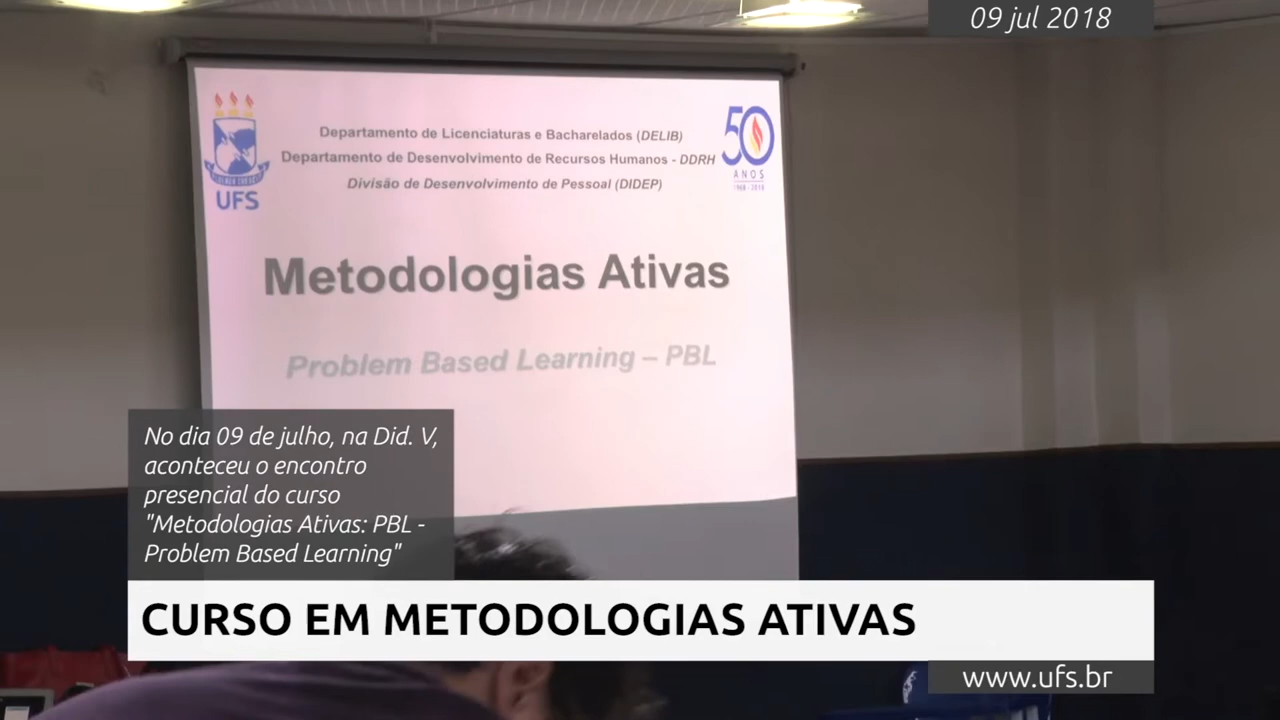 09 jul 2018
Departamento de Licenciaturas e Bacharelados (DELIB)
Departamento de Desenvolvimento de Recursos Humanos - DDRH
Divisão de Desenvolvimento de Pessoal (DIDEP)
UFS
50
ANOS
1968 - 2018
Metodologias Ativas
Problem Based Learning – PBL
No dia 09 de julho, na Did. V,
aconteceu o encontro
presencial do curso
"Metodologias Ativas: PBL -
Problem Based Learning"
CURSO EM METODOLOGIAS ATIVAS
www.ufs.br